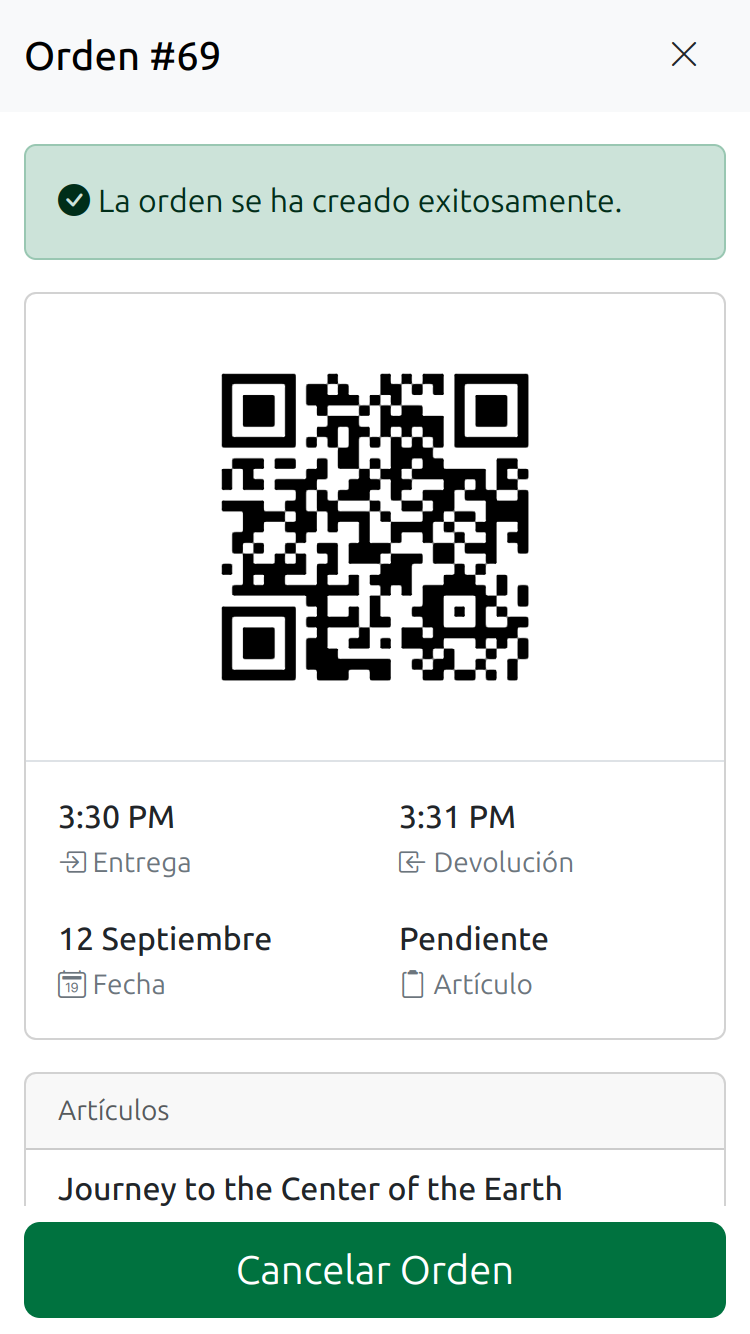 Orden #69
La orden se ha creado exitosamente.
3:30 PM
3:31 PM
Entrega
Devolución
12 Septiembre
Pendiente
19 Fecha
Artículo
Artículos
Journey to the Center of the Earth
Cancelar Orden